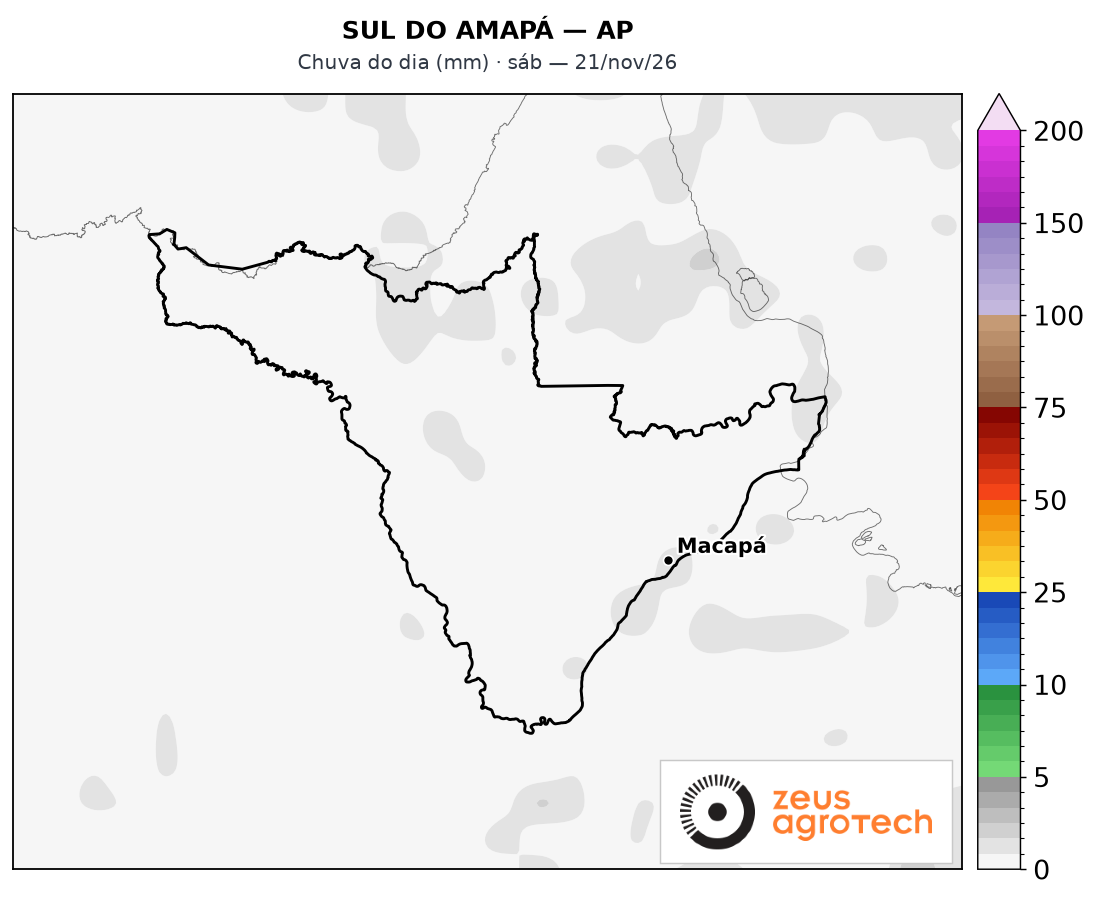 SUL DO AMAPÁ — AP
Chuva do dia (mm) · sáb — 21/nov/26
200
150
100
75
50
25
10
5
0
Macapá
zeus
agrotech